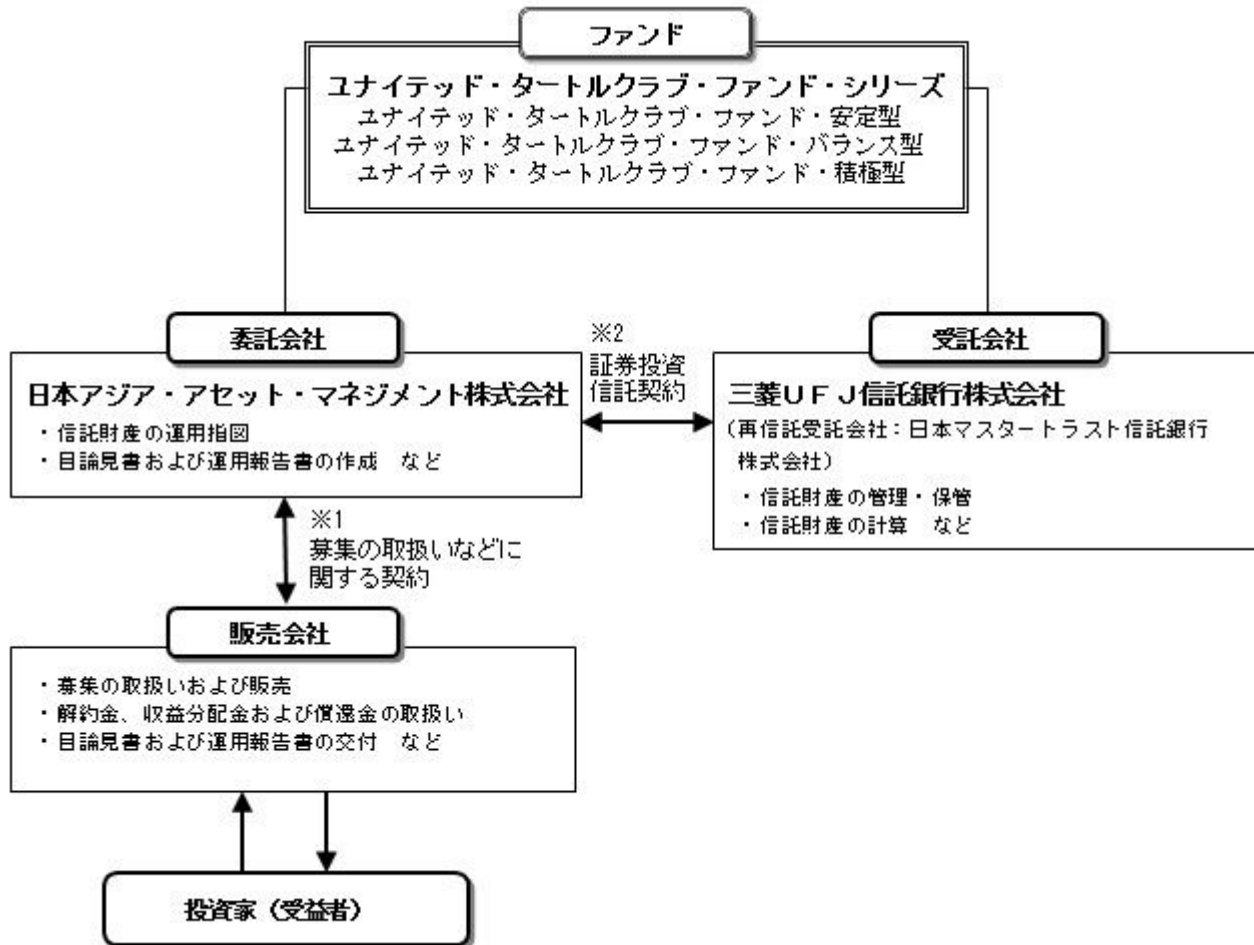 ファンド
ユナイテッド・タートルクラブ・ファンド・シリーズ
ユナイテッド・タートルクラブ・ファンド・安定型
ユナイテッド・タートルクラブ・ファンド・バランス型
ユナイテッド・タートルクラブ・ファンド・積極型
委託会社
日本アジア・アセット・マネジメント株式会社
・信託財産の運用指図
・目論見書および運用報告書の作成 など
※2
証券投資
信託契約
受託会社
三菱UFJ信託銀行株式会社
(再信託受託会社:日本マスタートラスト信託銀行
株式会社)
・信託財産の管理・保管
・信託財産の計算 など
※1
募集の取扱いなどに
関する契約
販売会社
・募集の取扱いおよび販売
・解約金、収益分配金および償還金の取扱い
・目論見書および運用報告書の交付 など
投資家(受益者)